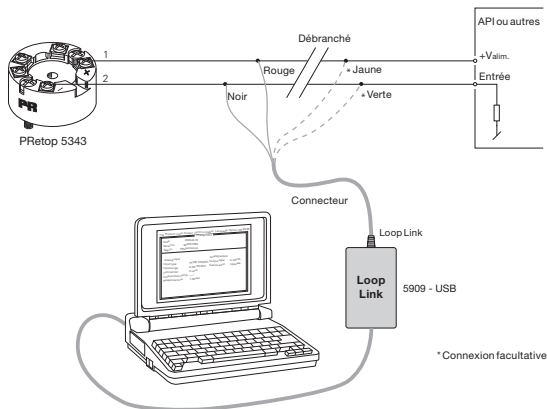 API ou autres
Débranché
1
+Valim.
Rouge
* Jaune
Entrée
2
Noir
* Verte
PR
PRetop 5343
Connecteur
Loop Link
Loop
Link
5909 - USB
* Connexion facultative